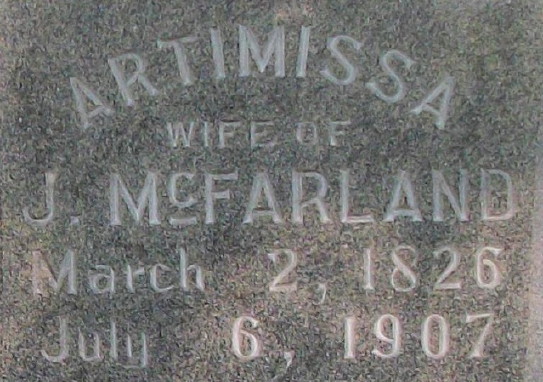 ARTIMISSA
WIFE OF
J. McFARLAND
March 2, 1826
July 6, 1907